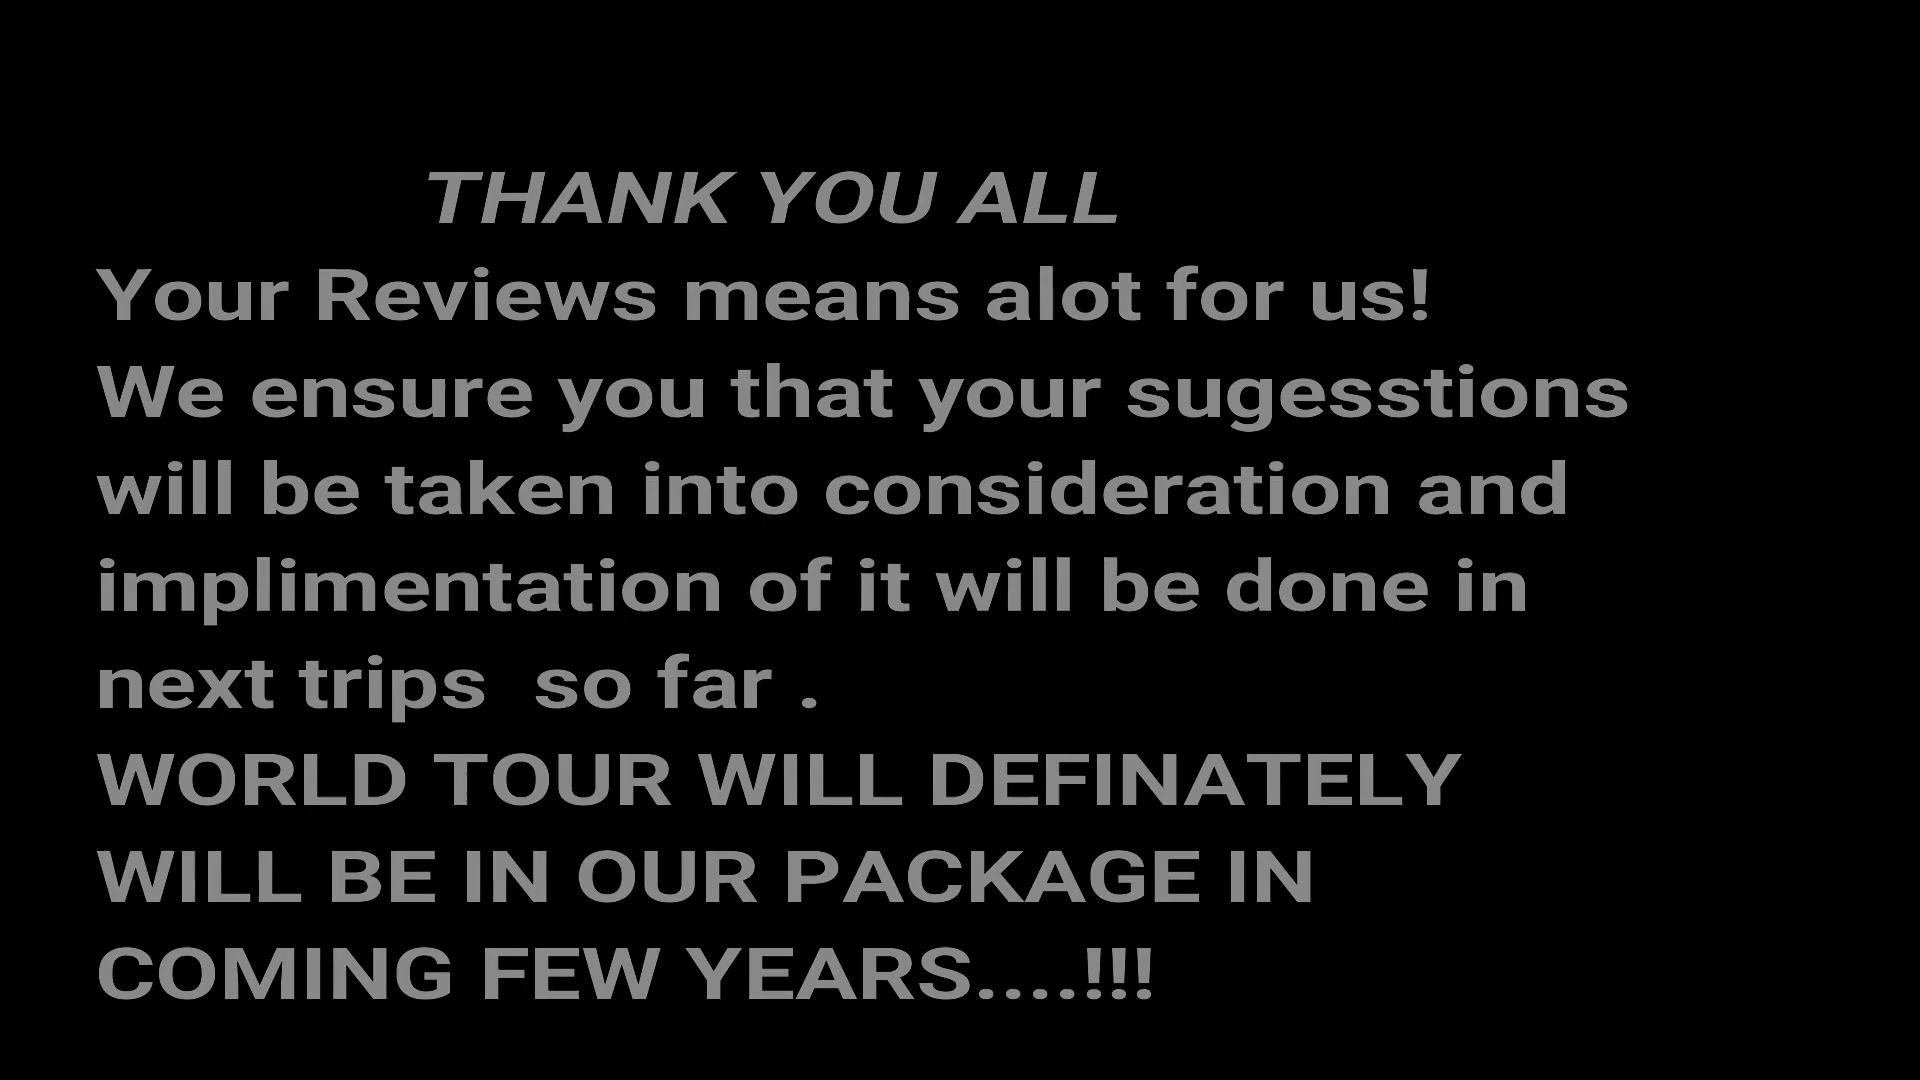 THANK YOU ALL
Your Reviews means alot for us!
We ensure you that your sugesstions
will be taken into consideration and
implimentation of it will be done in
next trips  so far .
WORLD TOUR WILL DEFINATELY
WILL BE IN OUR PACKAGE IN
COMING FEW YEARS....!!!